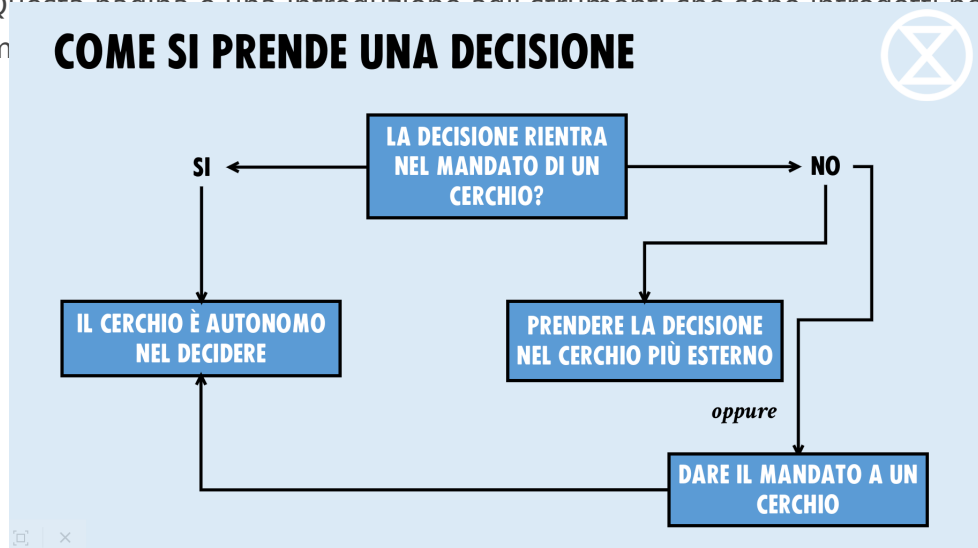 COME SI PRENDE UNA DECISIONE
LA DECISIONE RIENTRA
NEL MANDATO DI UN
CERCHIO?
SI
NO
IL CERCHIO È AUTONOMO
NEL DECIDERE
PRENDERE LA DECISIONE
NEL CERCHIO PIÙ ESTERNO
oppure
DARE IL MANDATO A UN
CERCHIO